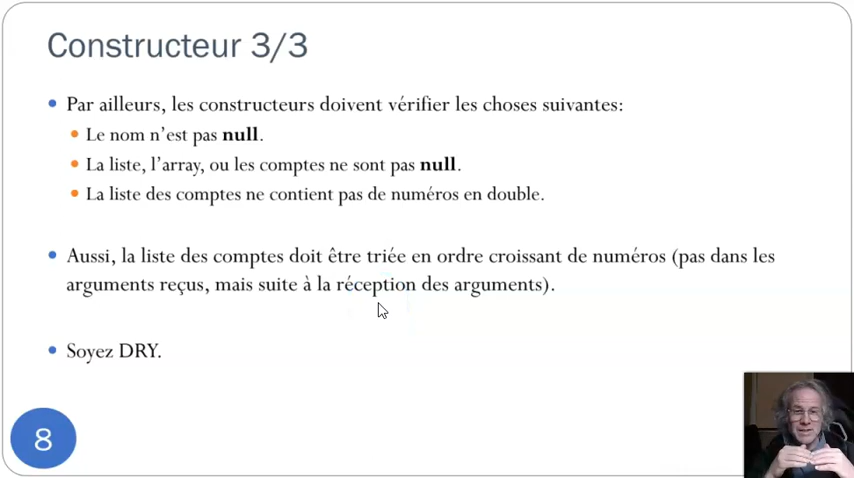 Constructeur 3/3
• Par ailleurs, les constructeurs doivent vérifier les choses suivantes:
• Le nom n’est pas null.
• La liste, l’array, ou les comptes ne sont pas null.
• La liste des comptes ne contient pas de numéros en double.
• Aussi, la liste des comptes doit être triée en ordre croissant de numéros (pas dans les
arguments reçus, mais suite à la réception des arguments).
• Soyez DRY.
8